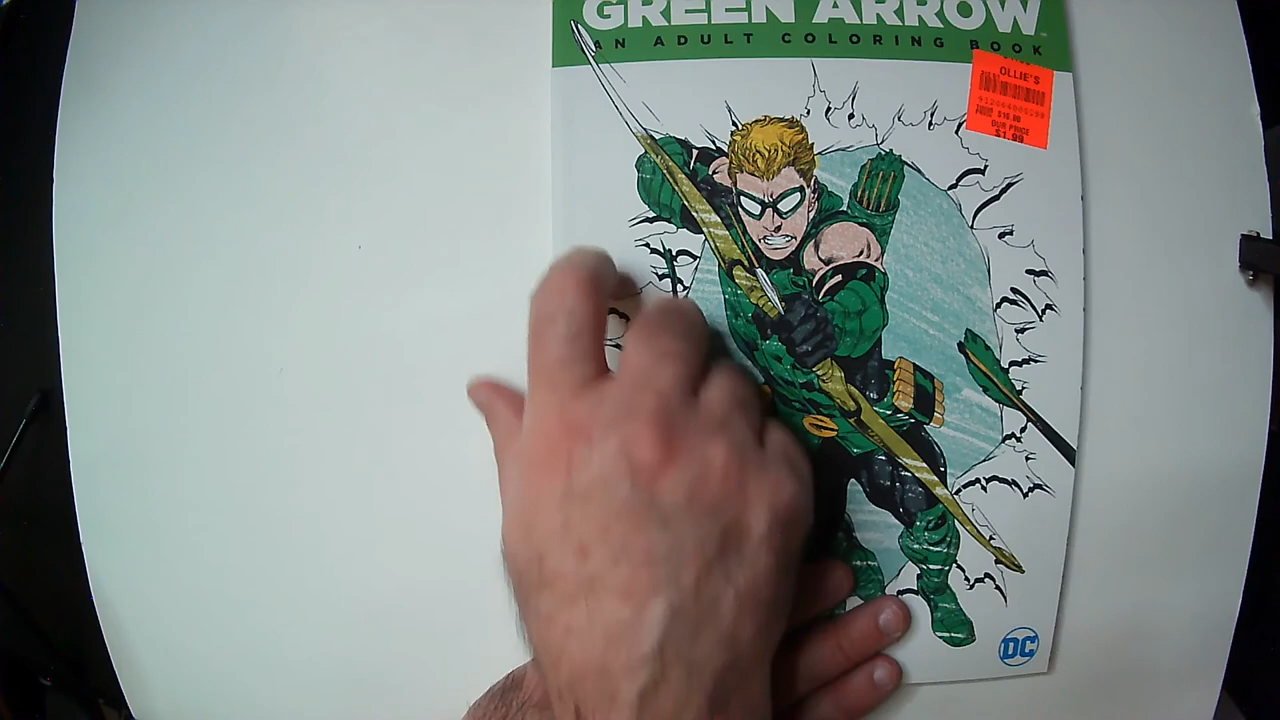 GREEN ARROW
AN ADULT COLORING BOOK
OLLIE'S
OUR PRICE
$1.99
DC